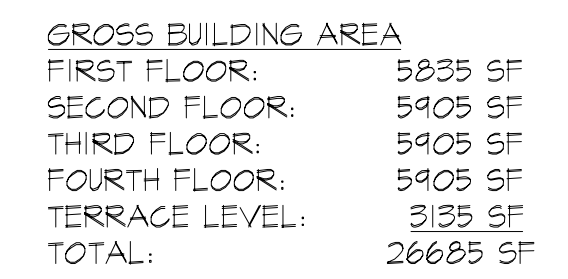 GROSS BUILDING AREA
FIRST FLOOR: 5835 SF
SECOND FLOOR: 5905 SF
THIRD FLOOR: 5905 SF
FOURTH FLOOR: 5905 SF
TERRACE LEVEL: 3135 SF
TOTAL: 26685 SF